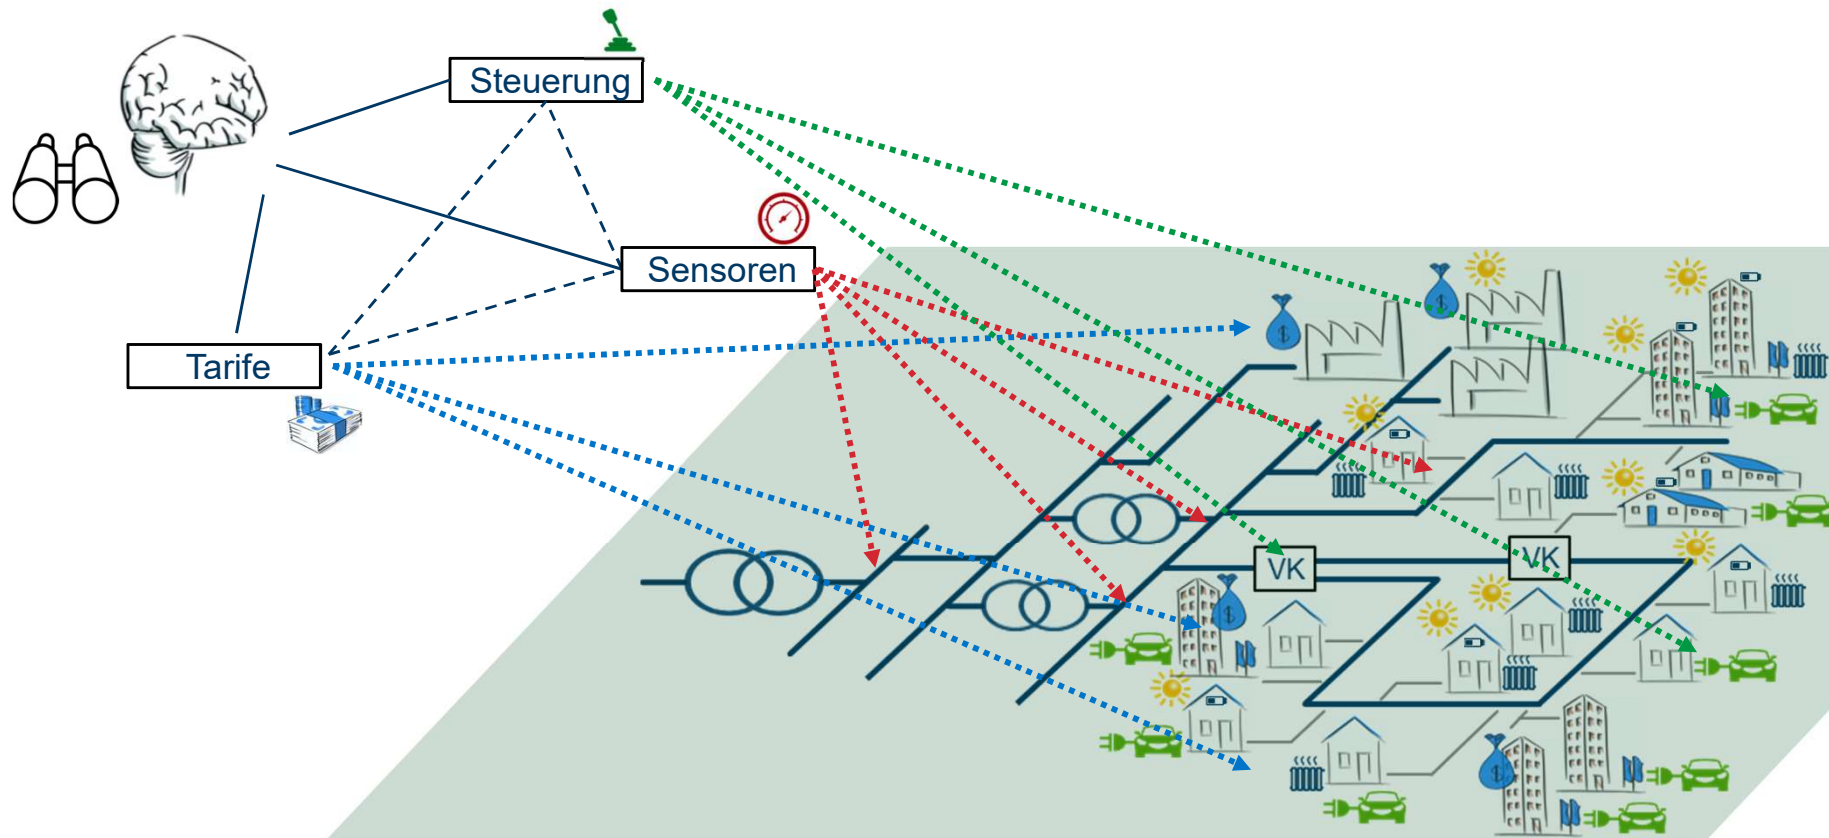 Steuerung
Sensoren
Tarife
$
$
VK
VK
$
$